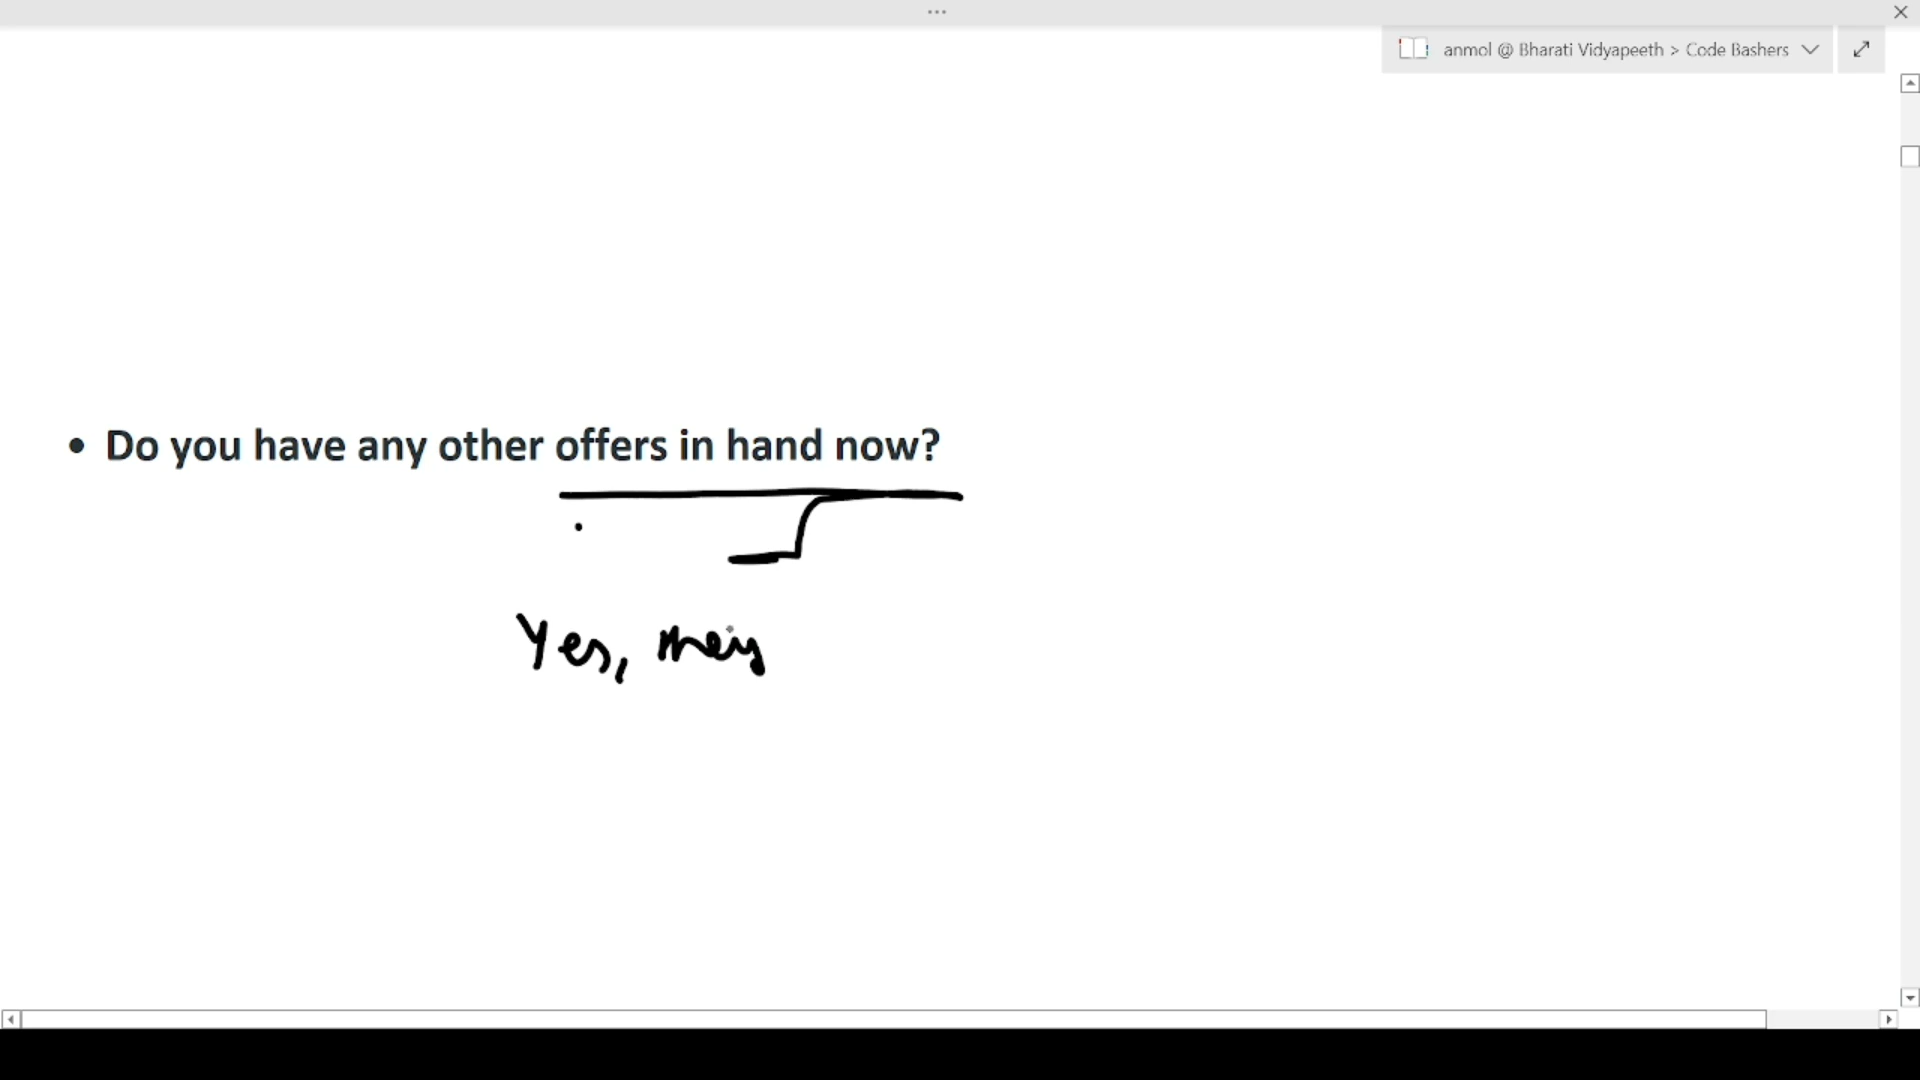 anmol @ Bharati Vidyapeeth > Code Bashers
• Do you have any other offers in hand now?
Yes,